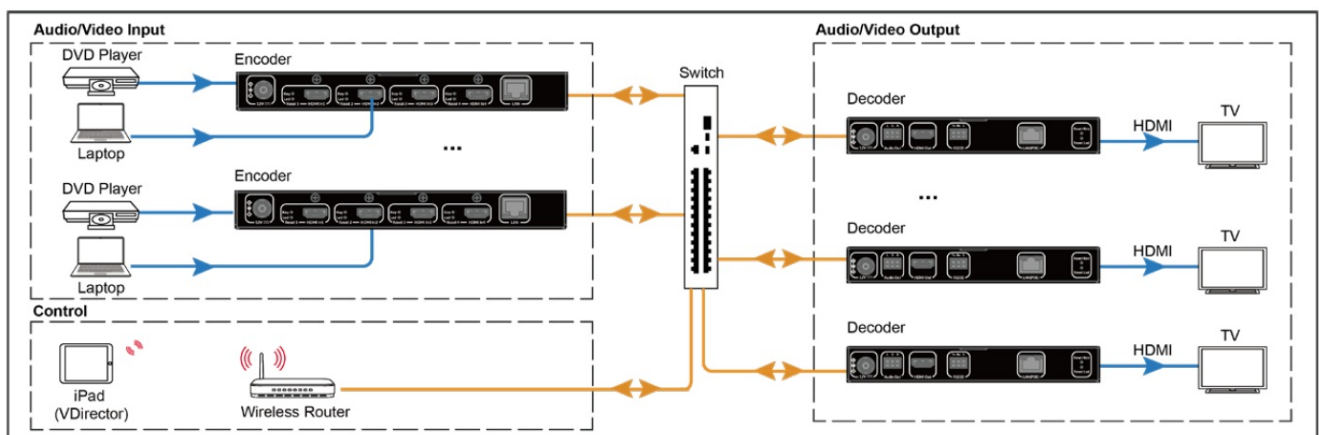 Audio/Video Input
DVD Player
Encoder
Laptop
...
DVD Player
Encoder
Laptop
Control
iPad
(VDirector)
Wireless Router
Switch
Audio/Video Output
Decoder
HDMI
TV
...
Decoder
HDMI
TV
Decoder
HDMI
TV